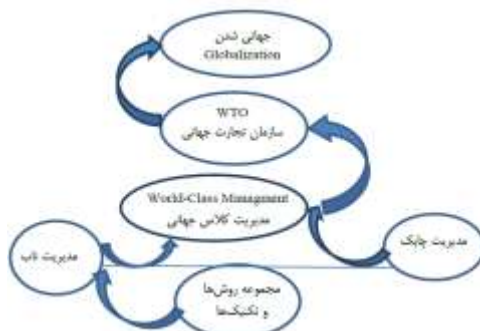 جهانی شدن
Globalization
WTO
سازمان تجارت جهانی
World-Class Managment
مدیریت کلاس جهانی
مدیریت چابک
مدیریت ناب
مجموعه روش‌ها
و تکنیک‌ها